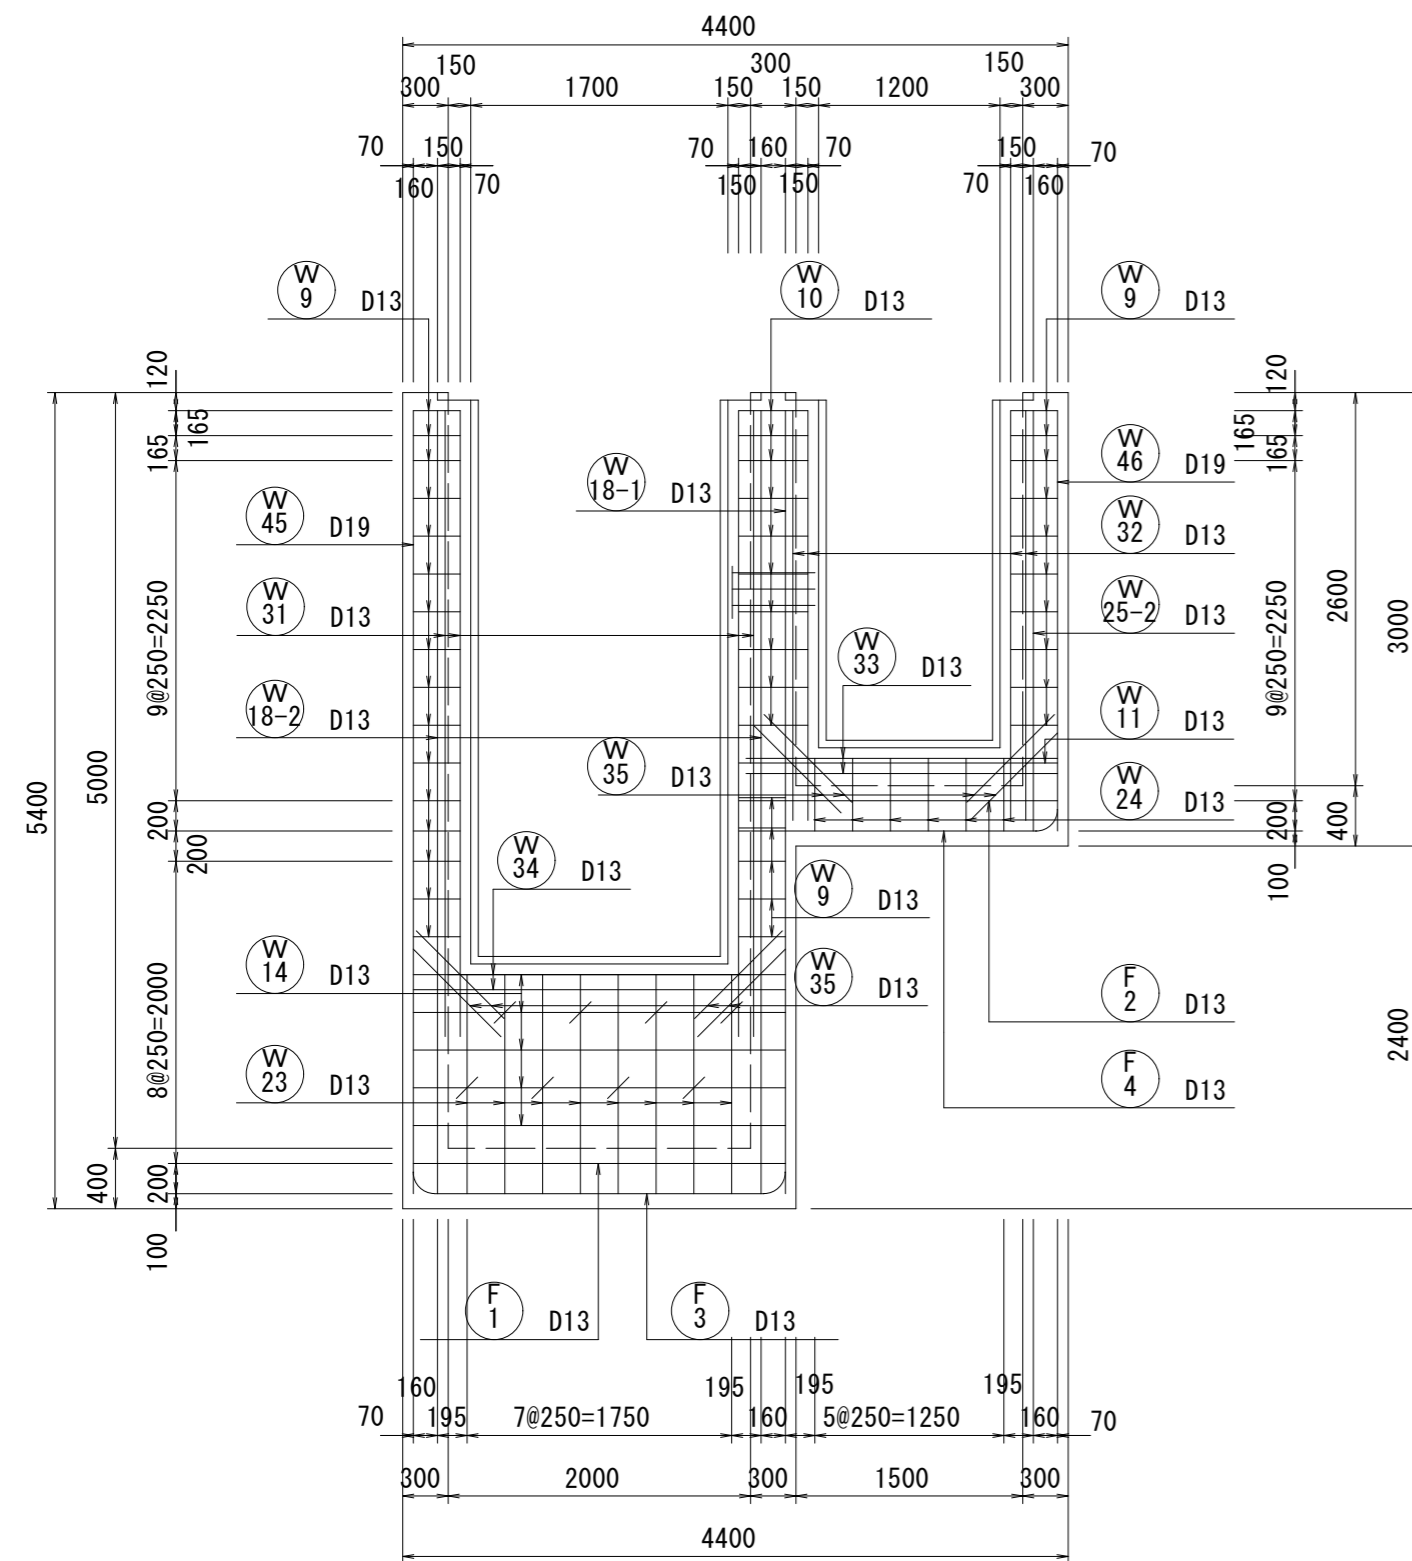 4400
150 300 150
300 1700 150 150 1200 300
70 150 70 160 70 150 70
160 70 150 150 70 160
W 9 D13
W 10 D13
W 9 D13
120
165
165
120
165
165
W 46 D19
W 18-1 D13
W 45 D19
W 32 D13
W 31 D13
W 25-2 D13
9@250=2250
9@250=2250
2600
3000
W 33 D13
W 18-2 D13
W 11 D13
W 35 D13
W 24 D13
5400
5000
200
200
200
400
100
W 34 D13
W 9 D13
W 14 D13
W 35 D13
F 2 D13
8@250=2000
2400
W 23 D13
F 4 D13
400
200
100
F 1 D13
F 3 D13
160 195 195 195
70 195 7@250=1750 160 5@250=1250 160 70
300 2000 300 1500 300
4400